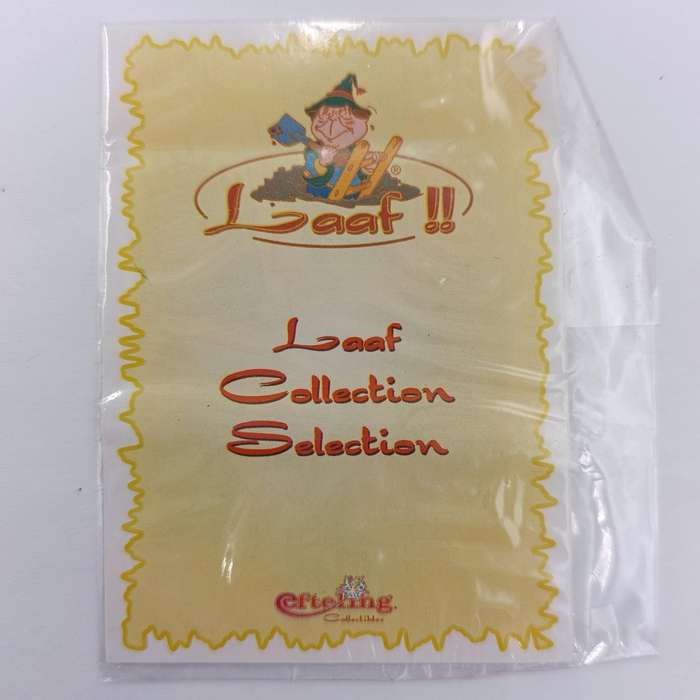 Laaf !!
®
Laaf
Collection
Selection
efteling
Collectibles